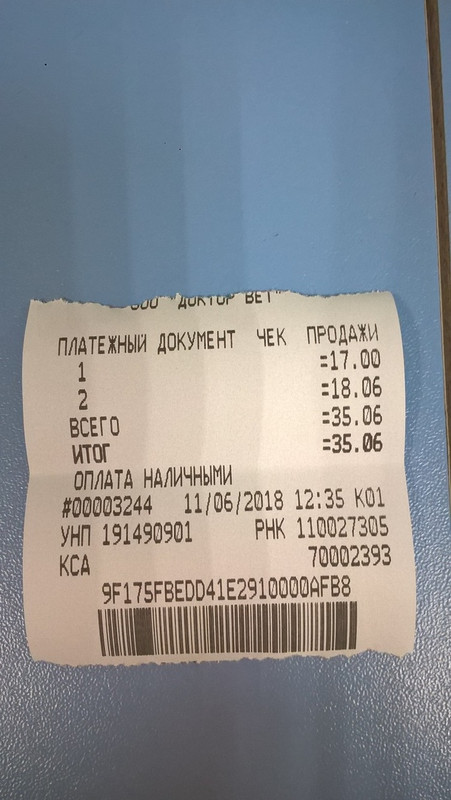 ООО "ДОКТОР ВЕТ"
ПЛАТЕЖНЫЙ ДОКУМЕНТ ЧЕК ПРОДАЖИ
1 =17.00
2 =18.06
ВСЕГО =35.06
ИТОГ =35.06
ОПЛАТА НАЛИЧНЫМИ
#00003244 11/06/2018 12:35 К01
УНП 191490901 РНК 110027305
КСА 70002393
9F175FBEDD41E2910000AFB8